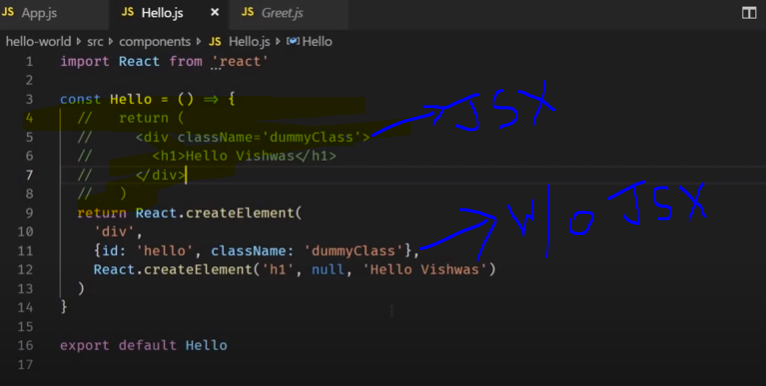 JS App.js JS Hello.js × JS Greet.js
hello-world src components JS Hello.js Hello
1 import React from 'react'
2
3 const Hello = () => {
4 // return (
5 // <div className='dummyClass'> JSX
6 // <h1>Hello Vishwas</h1>
7 // </div>
8 // )
9 return React.createElement( W/O JSX
10 'div',
11 {id: 'hello', className: 'dummyClass'},
12 React.createElement('h1', null, 'Hello Vishwas')
13 )
14 }
15
16 export default Hello
17